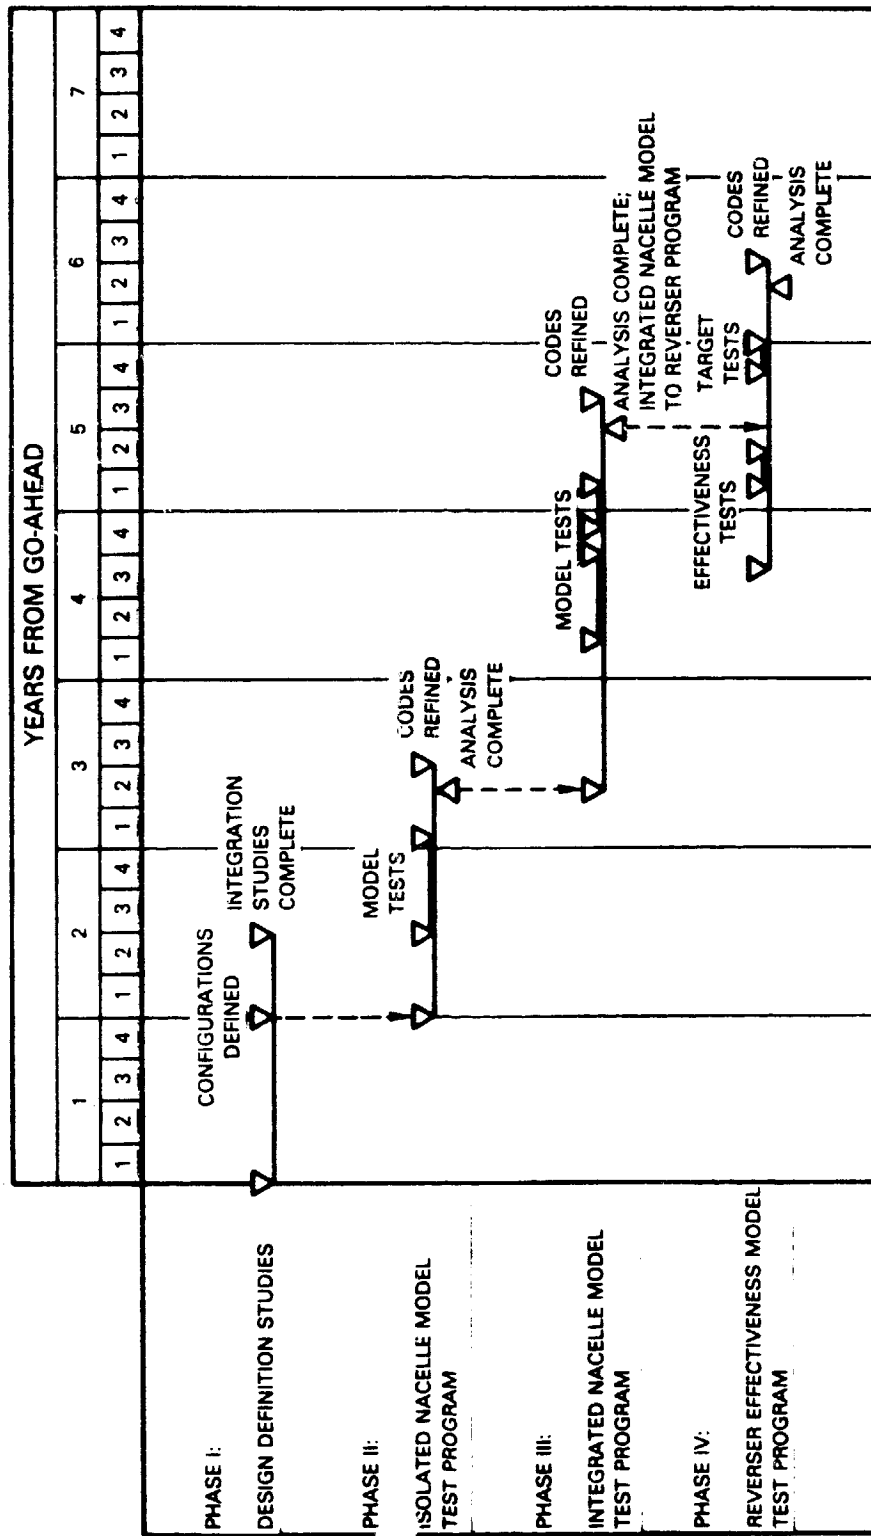 YEARS FROM GO-AHEAD
1 2 3 4 5 6 7
1 2 3 4 1 2 3 4 1 2 3 4 1 2 3 4 1 2 3 4 1 2 3 4 1 2 3 4
PHASE I:
DESIGN DEFINITION STUDIES
CONFIGURATIONS
DEFINED
INTEGRATION
STUDIES
COMPLETE
PHASE II:
ISOLATED NACELLE MODEL
TEST PROGRAM
MODEL
TESTS
CODES
REFINED
ANALYSIS
COMPLETE
PHASE III:
INTEGRATED NACELLE MODEL
TEST PROGRAM
MODEL TESTS
CODES
REFINED
ANALYSIS COMPLETE;
INTEGRATED NACELLE MODEL
TO REVERSER PROGRAM
PHASE IV:
REVERSER EFFECTIVENESS MODEL
TEST PROGRAM
EFFECTIVENESS
TESTS
TARGET
TESTS
CODES
REFINED
ANALYSIS
COMPLETE